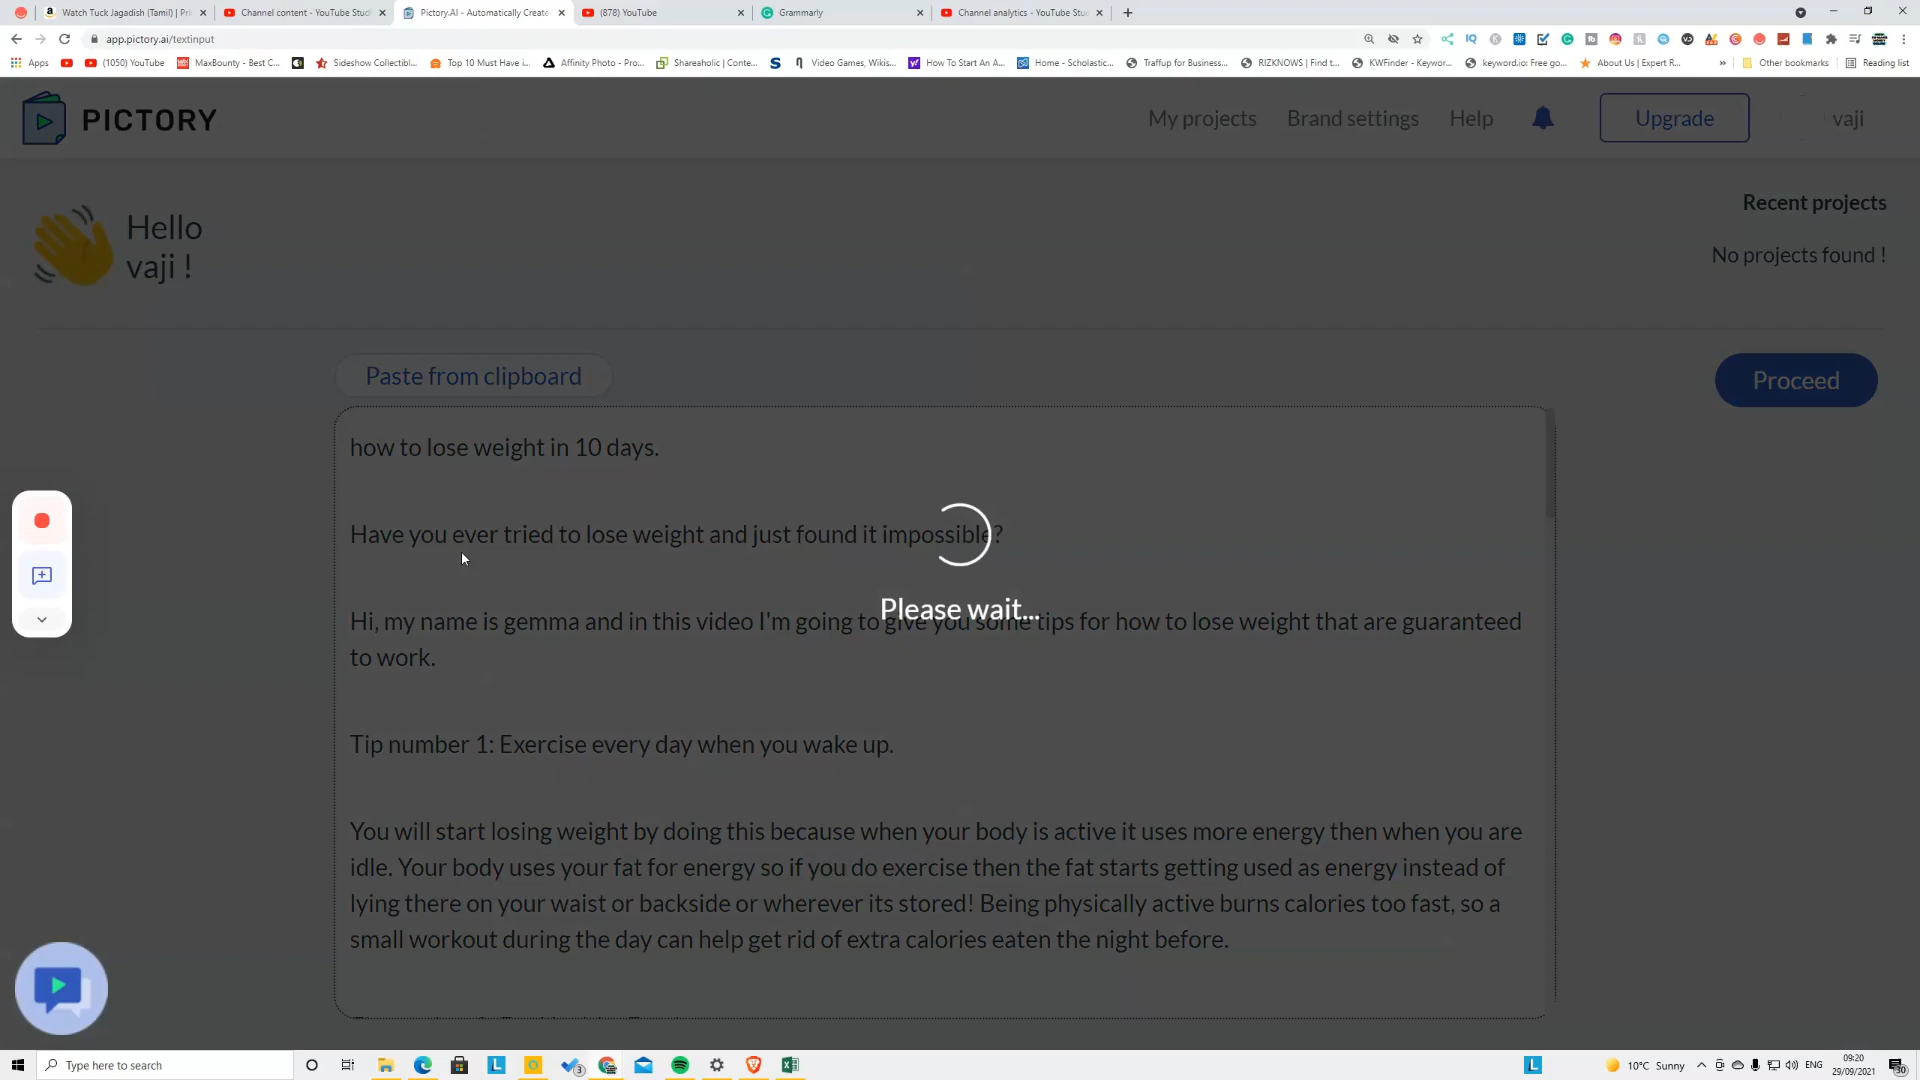 Watch Tuck Jagadish (Tamil) | Pri
Channel content - YouTube Stud
Pictory.AI - Automatically Create
(878) YouTube
Grammarly
Channel analytics - YouTube Stu
app.pictory.ai/textinput
Apps
(1050) YouTube
MaxBounty - Best C...
Sideshow Collectibl...
Top 10 Must Have i...
Affinity Photo - Pro...
Shareaholic | Conte...
Video Games, Wikis...
How To Start An A...
Home - Scholastic...
Traffup for Business...
RIZKNOWS | Find t...
KWFinder - Keywor...
keyword.io: Free go...
About Us | Expert R...
»
Other bookmarks
Reading list
PICTORY
My projects
Brand settings
Help
Upgrade
vaji
Hello
vaji !
Recent projects
No projects found !
Paste from clipboard
Proceed
how to lose weight in 10 days.
Have you ever tried to lose weight and just found it impossible?
Please wait...
Hi, my name is gemma and in this video I'm going to give you some tips for how to lose weight that are guaranteed
to work.
Tip number 1: Exercise every day when you wake up.
You will start losing weight by doing this because when your body is active it uses more energy then when you are
idle. Your body uses your fat for energy so if you do exercise then the fat starts getting used as energy instead of
lying there on your waist or backside or wherever its stored! Being physically active burns calories too fast, so a
small workout during the day can help get rid of extra calories eaten the night before.
Type here to search
3
10°C Sunny
ENG
09:20
29/09/2021
30